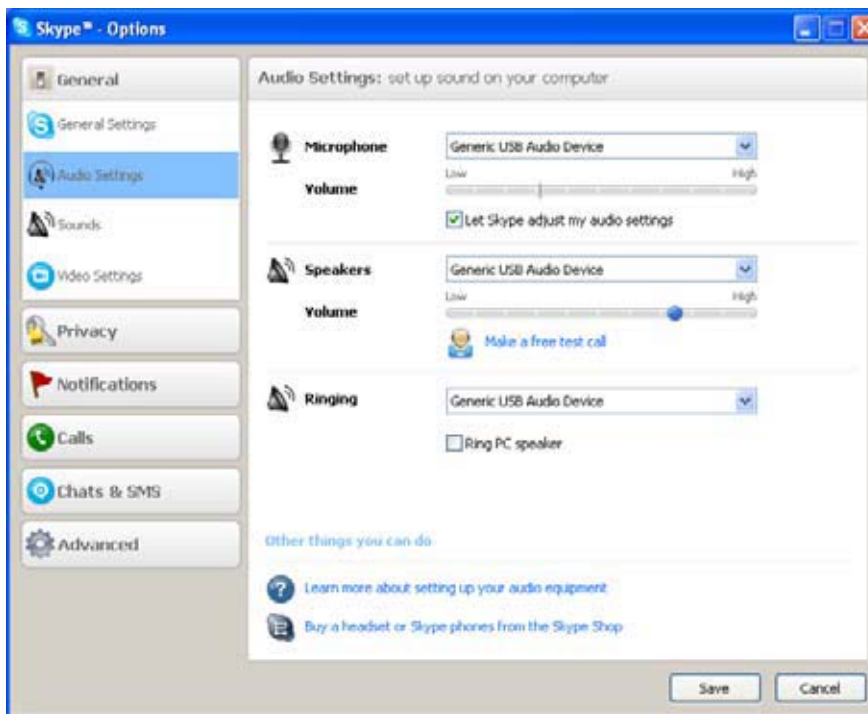 Skype™ - Options
General
General Settings
Audio Settings
Sounds
Video Settings
Privacy
Notifications
Calls
Chats & SMS
Advanced
Audio Settings: set up sound on your computer
Microphone
Generic USB Audio Device
Volume
Low High
Let Skype adjust my audio settings
Speakers
Generic USB Audio Device
Volume
Low High
Make a free test call
Ringing
Generic USB Audio Device
Ring PC speaker
Other things you can do
Learn more about setting up your audio equipment
Buy a headset or Skype phones from the Skype Shop
Save Cancel